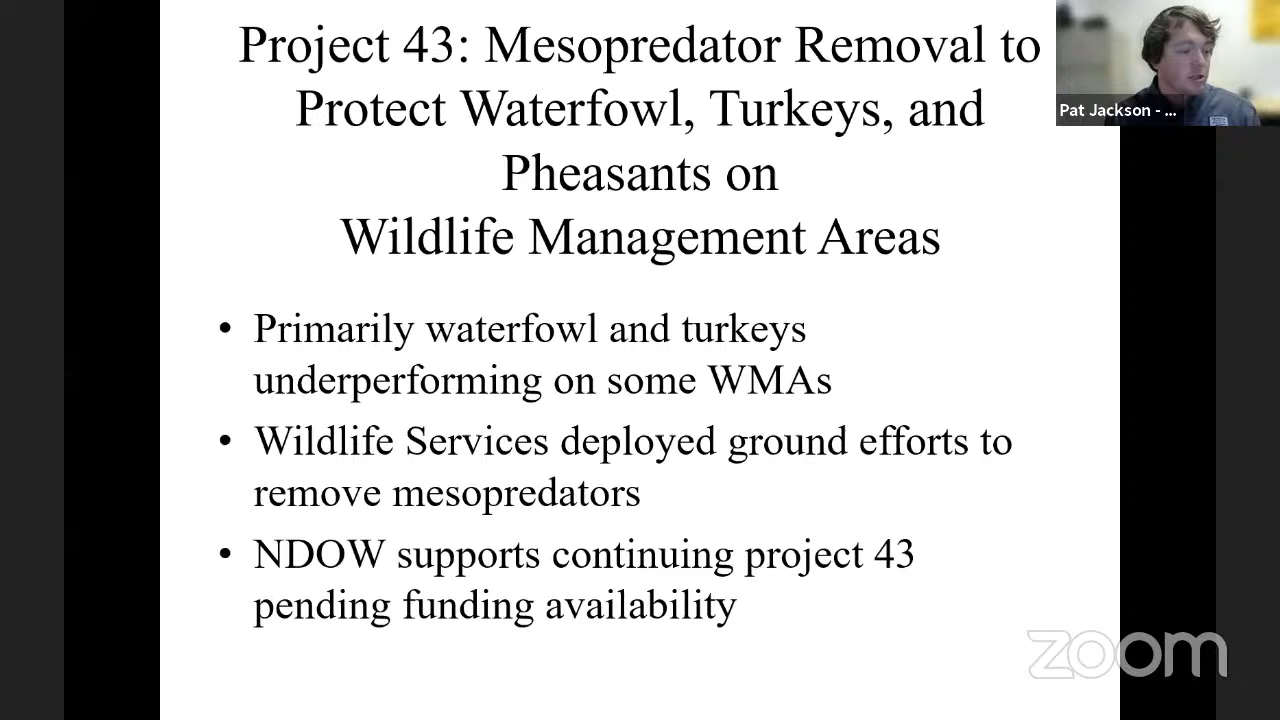 Project 43: Mesopredator Removal to
Protect Waterfowl, Turkeys, and
Pheasants on
Wildlife Management Areas
Pat Jackson - ...
• Primarily waterfowl and turkeys
underperforming on some WMAs
• Wildlife Services deployed ground efforts to
remove mesopredators
• NDOW supports continuing project 43
pending funding availability
zoom